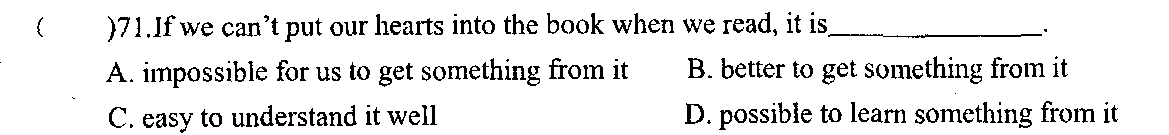 (      )71.If we can't put our hearts into the book when we read, it is________________.
A. impossible for us to get something from it      B. better to get something from it
C. easy to understand it well      D. possible to learn something from it